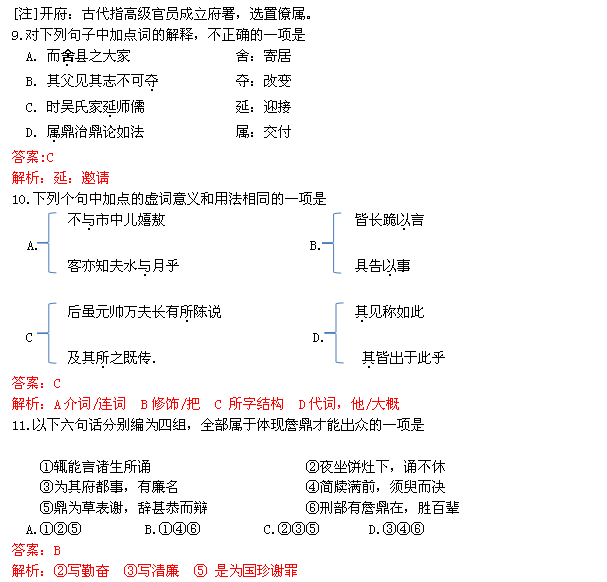 [注]开府：古代指高级官员成立府署，选置僚属。
9.对下列句子中加点词的解释，不正确的一项是
A. 而舍县之大家 舍：寄居
B. 其父见其志不可夺 夺：改变
C. 时吴氏家延师儒 延：迎接
D. 属鼎治鼎论如法 属：交付
答案:C
解析：延：邀请
10.下列个句中加点的虚词意义和用法相同的一项是
不与市中儿嬉敖 皆长跪以言
A. B.
客亦知夫水与月乎 具告以事
后虽元帅万夫长有所陈说 其见称如此
C D.
及其所之既传. 其皆出于此乎
答案：C
解析：A介词/连词 B修饰/把 C 所字结构 D代词，他/大概
11.以下六句话分别编为四组，全部属于体现詹鼎才能出众的一项是
①辄能言诸生所诵 ②夜坐饼灶下，诵不休
③为其府都事，有廉名 ④简牍满前，须臾而决
⑤鼎为草表谢，辞甚恭而辩 ⑥刑部有詹鼎在，胜百辈
A.①②⑤ B.①④⑥ C.②③⑤ D.③④⑥
答案：B
解析：②写勤奋 ③写清廉 ⑤ 是为国珍谢罪